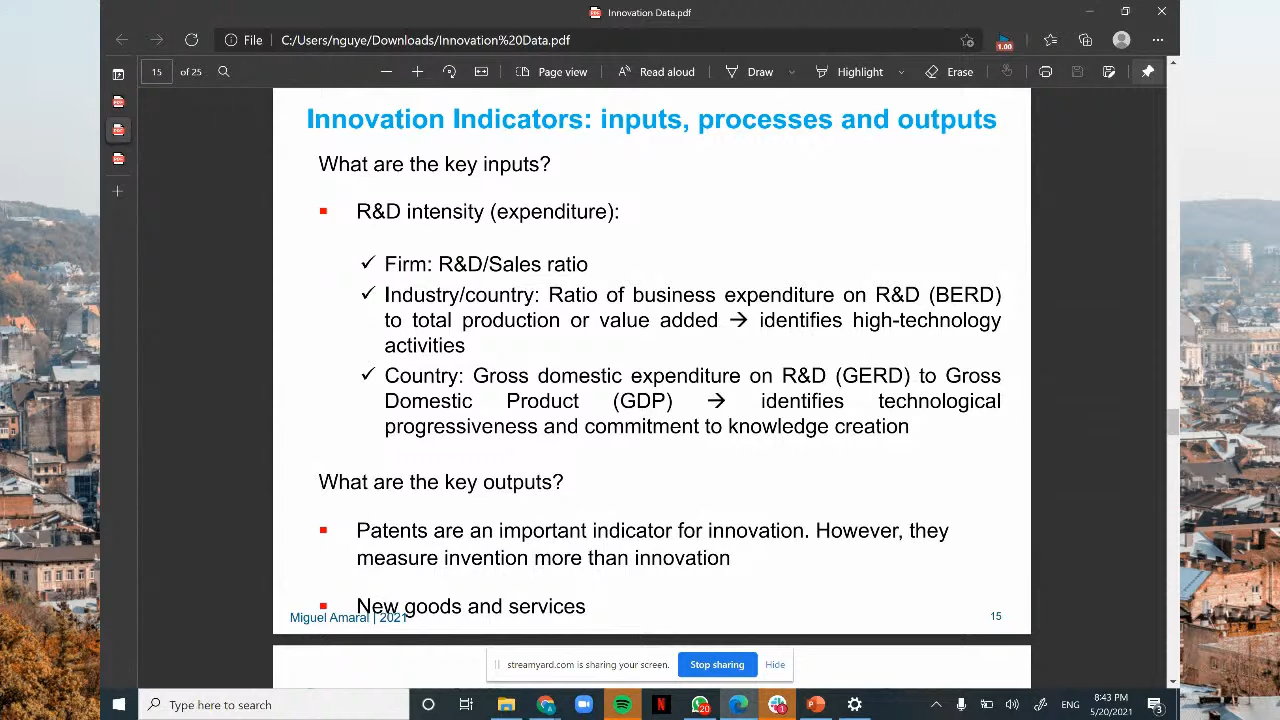 Innovation Data.pdf
File C:/Users/nguye/Downloads/Innovation%20Data.pdf
1.00
15 of 25 Page view Read aloud Draw Highlight Erase
Innovation Indicators: inputs, processes and outputs
What are the key inputs?
R&D intensity (expenditure):
Firm: R&D/Sales ratio
Industry/country: Ratio of business expenditure on R&D (BERD)
to total production or value added → identifies high-technology
activities
Country: Gross domestic expenditure on R&D (GERD) to Gross
Domestic Product (GDP) → identifies technological
progressiveness and commitment to knowledge creation
What are the key outputs?
Patents are an important indicator for innovation. However, they
measure invention more than innovation
New goods and services
Miguel Amaral | 2021
15
streamyard.com is sharing your screen. Stop sharing Hide
Type here to search
20
1
ENG
8:43 PM
5/20/2021
3